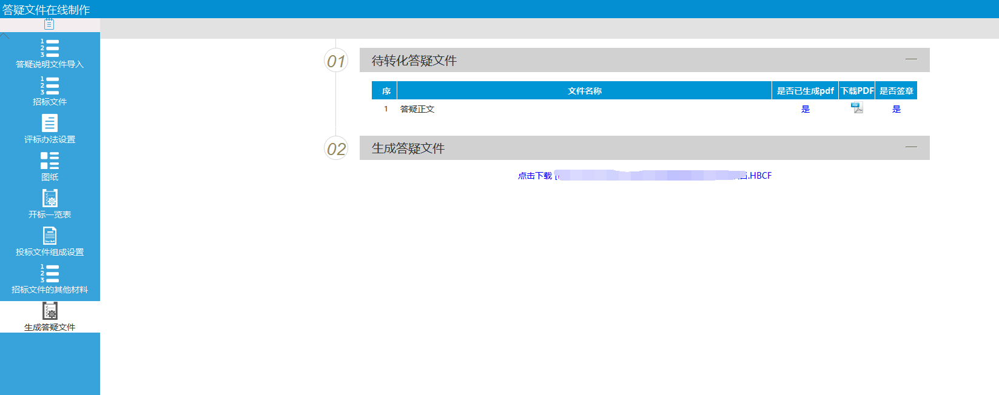 答疑文件在线制作
答疑说明文件导入
招标文件
评标办法设置
图纸
开标一览表
投标文件组成设置
招标文件的其他材料
生成答疑文件
01 待转化答疑文件
序 文件名称 是否已生成pdf 下载PDF 是否签章
1 答疑正文 是 是
02 生成答疑文件
点击下载 [ .HBCF